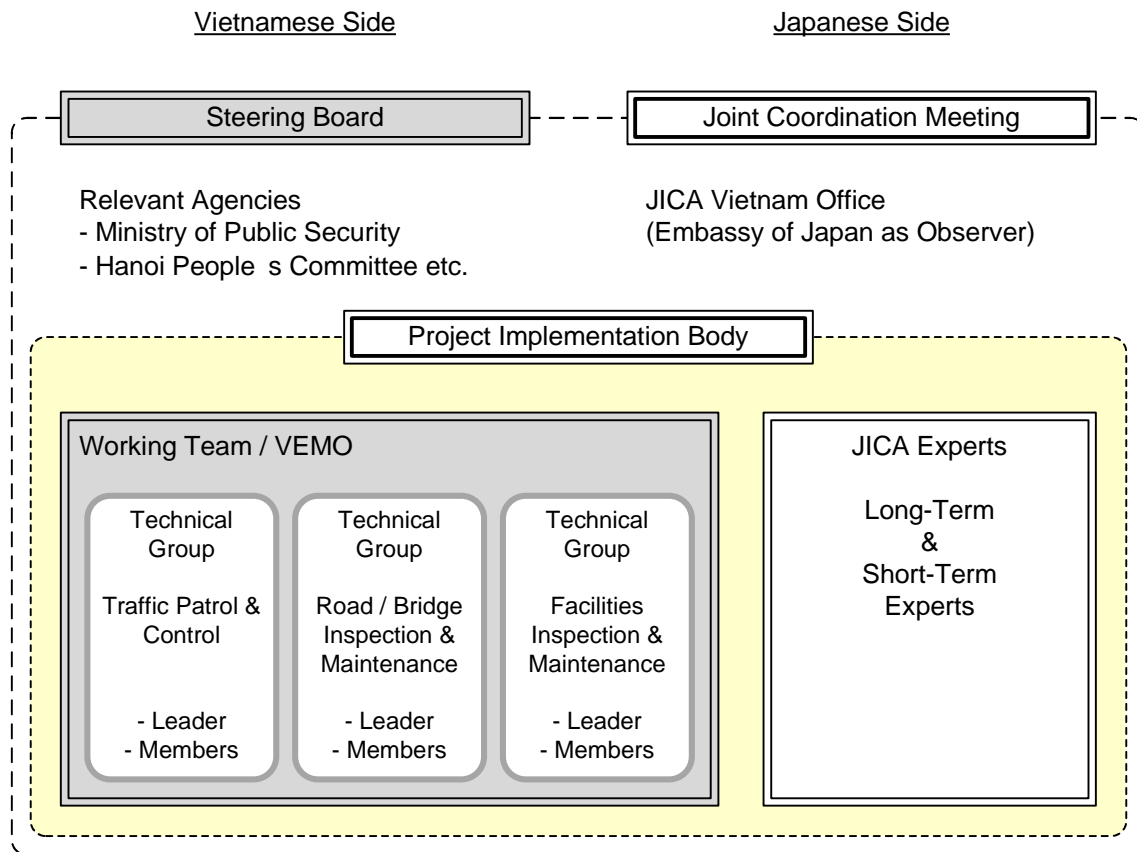 Vietnamese Side
Japanese Side
Steering Board
Joint Coordination Meeting
Relevant Agencies
- Ministry of Public Security
- Hanoi People s Committee etc.
JICA Vietnam Office
(Embassy of Japan as Observer)
Project Implementation Body
Working Team / VEMO
Technical
Group
Traffic Patrol &
Control
- Leader
- Members
Technical
Group
Road / Bridge
Inspection &
Maintenance
- Leader
- Members
Technical
Group
Facilities
Inspection &
Maintenance
- Leader
- Members
JICA Experts
Long-Term
&
Short-Term
Experts